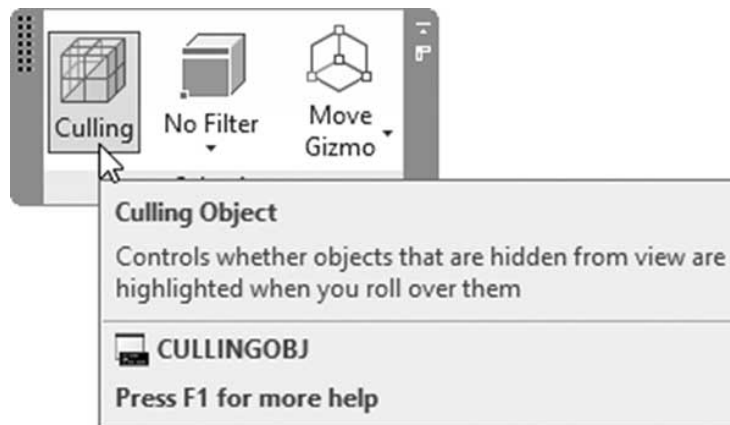 Culling
No Filter
Move
Gizmo
Culling Object
Controls whether objects that are hidden from view are
highlighted when you roll over them
CULLINGOBJ
Press F1 for more help